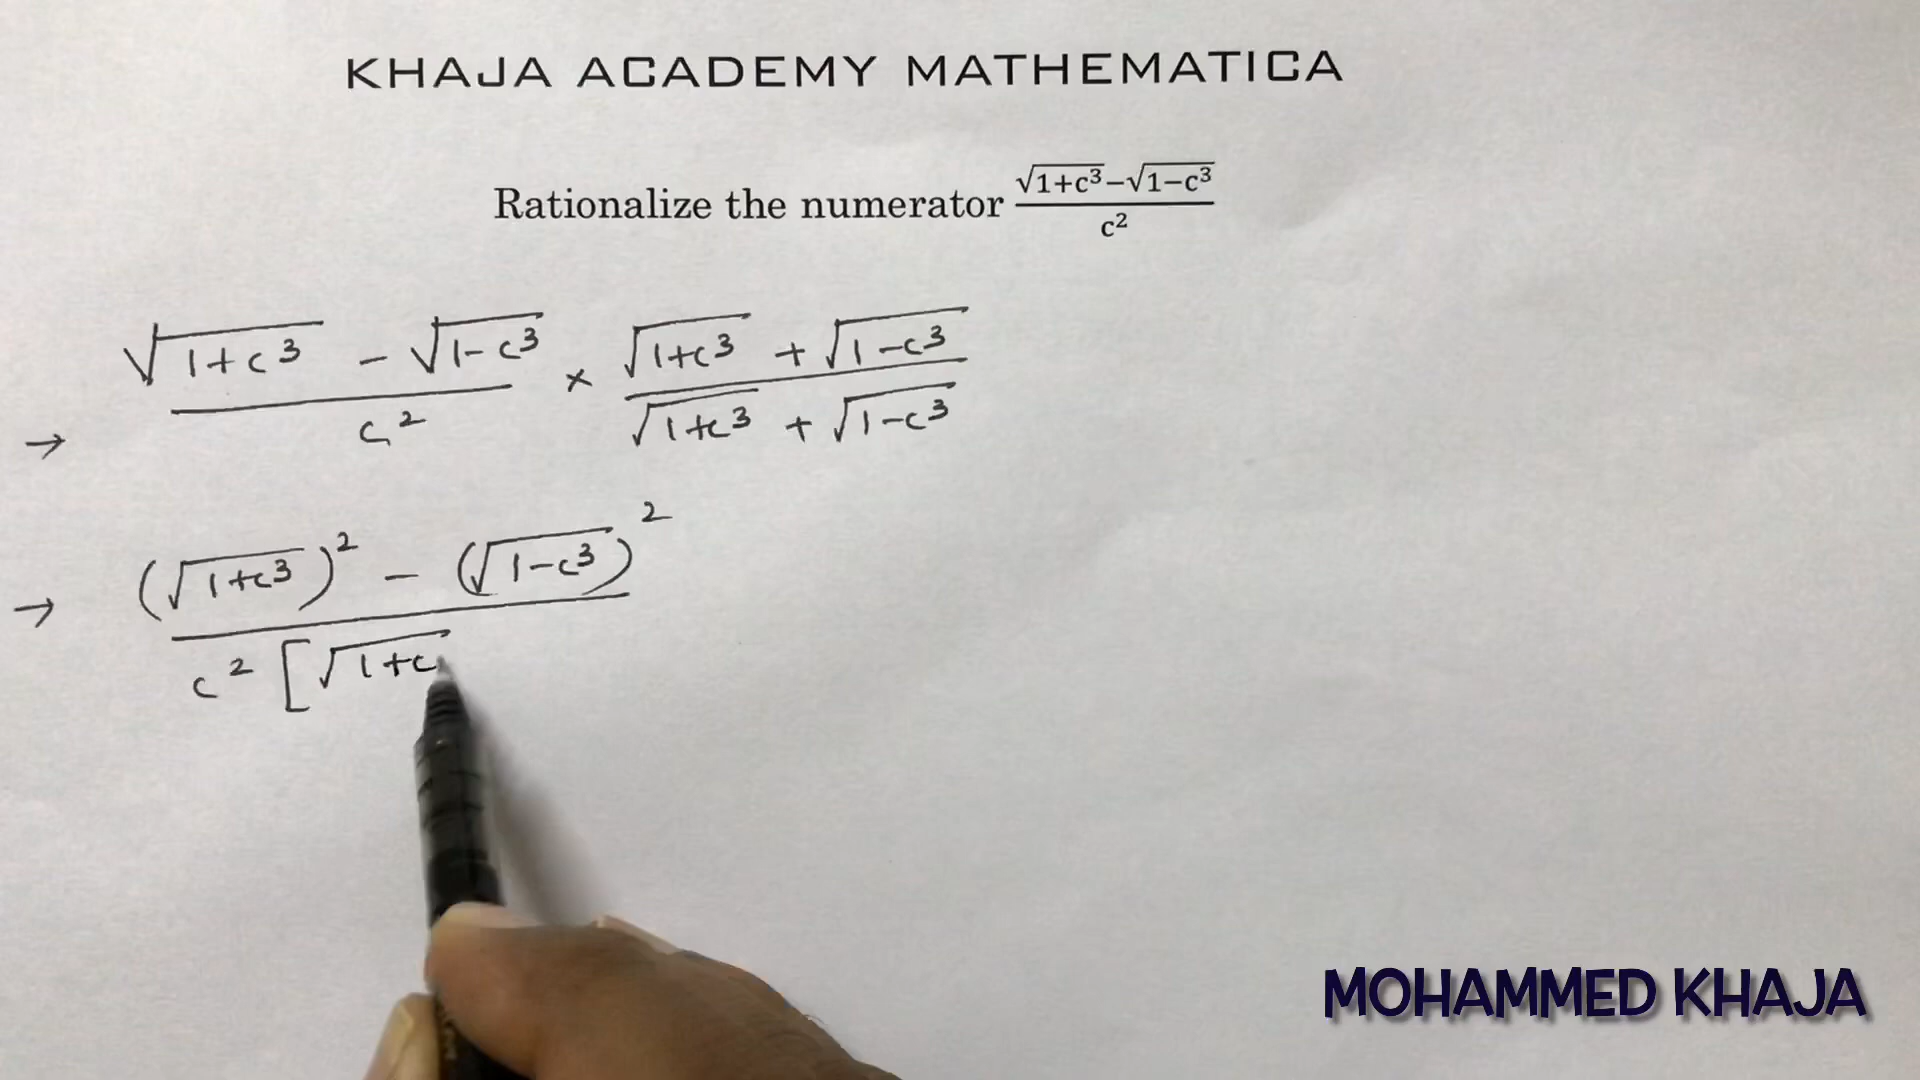 KHAJA ACADEMY MATHEMATICA
Rationalize the numerator (√(1+c³)−√(1−c³))/c²
→ (√(1+c³) − √(1−c³))/c² × (√(1+c³) + √(1−c³))/(√(1+c³) + √(1−c³))
→ ((√(1+c³))² − (√(1−c³))²)/(c² [√(1+c
MOHAMMED KHAJA